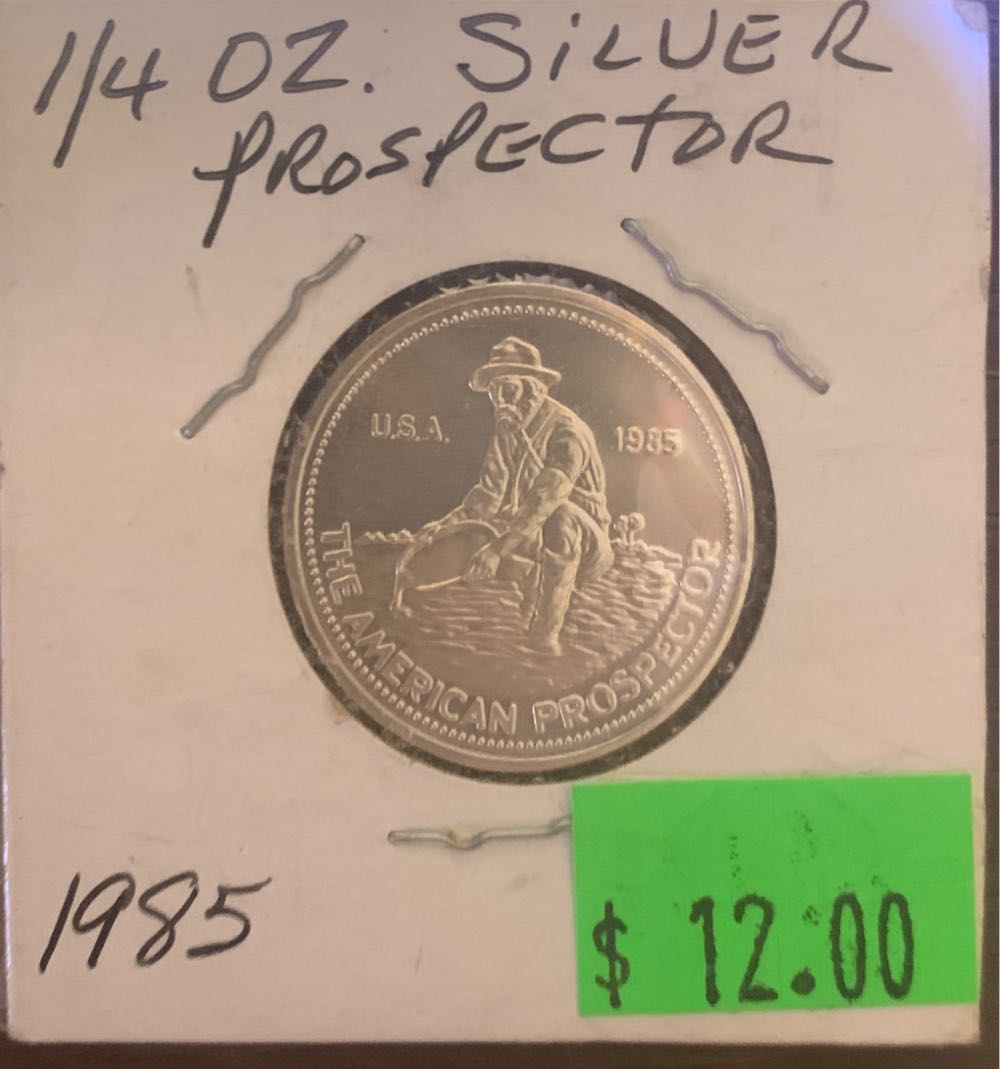 1/4 OZ. SiLVER
PROSPECTOR
U.S.A. 1985
THE AMERICAN PROSPECTOR
1985
$ 12.00